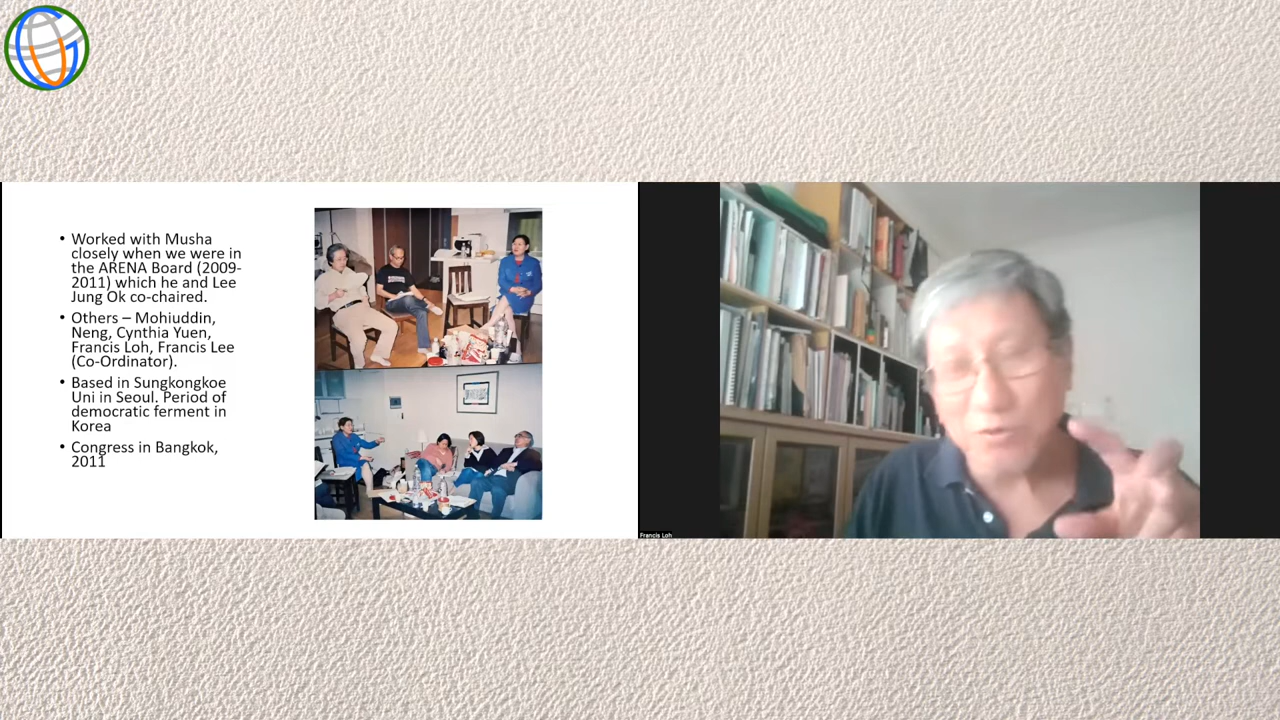 • Worked with Musha
closely when we were in
the ARENA Board (2009-
2011) which he and Lee
Jung Ok co-chaired.
• Others – Mohiuddin,
Neng, Cynthia Yuen,
Francis Loh, Francis Lee
(Co-Ordinator).
• Based in Sungkongkoe
Uni in Seoul. Period of
democratic ferment in
Korea
• Congress in Bangkok,
2011
Francis Loh